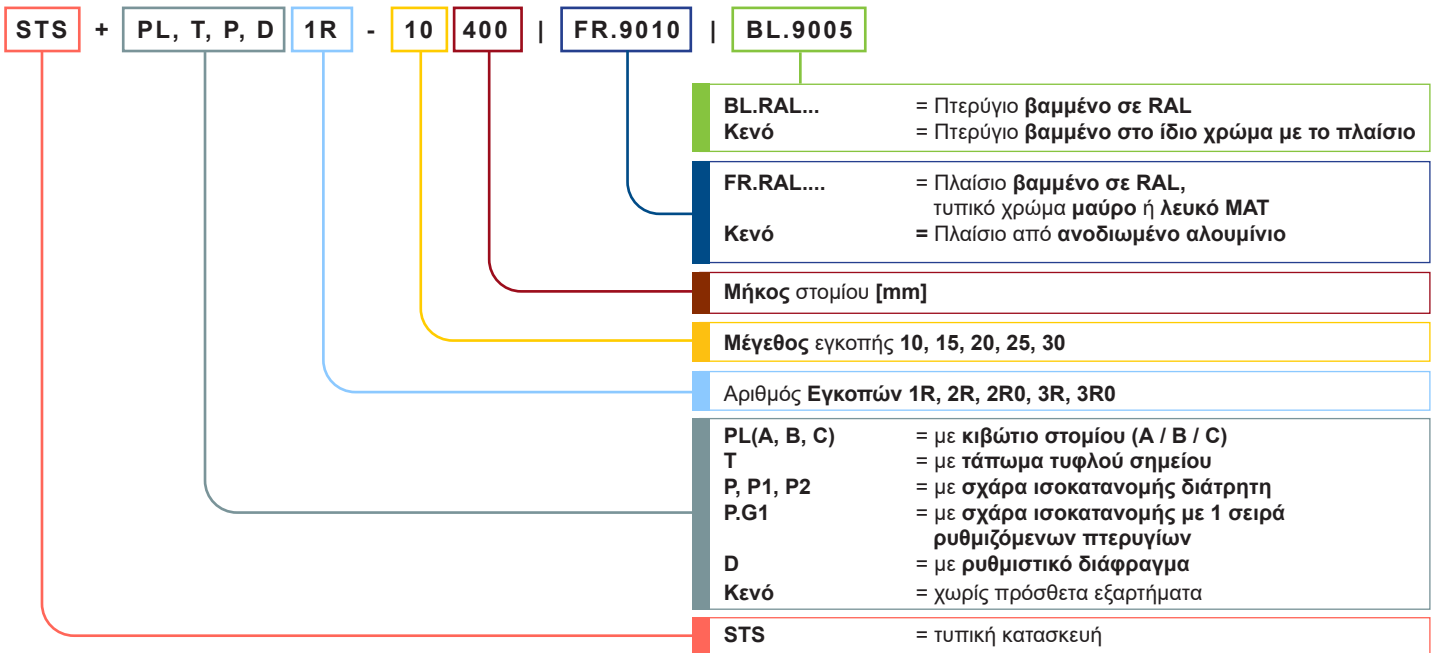 STS + PL, T, P, D 1R - 10 400 | FR.9010 | BL.9005
BL.RAL... = Πτερύγιο βαμμένο σε RAL
Κενό = Πτερύγιο βαμμένο στο ίδιο χρώμα με το πλαίσιο
FR.RAL.... = Πλαίσιο βαμμένο σε RAL,
τυπικό χρώμα μαύρο ή λευκό ΜΑΤ
Κενό = Πλαίσιο από ανοδιωμένο αλουμίνιο
Μήκος στομίου [mm]
Μέγεθος εγκοπής 10, 15, 20, 25, 30
Αριθμός Εγκοπών 1R, 2R, 2R0, 3R, 3R0
PL(A, B, C) = με κιβώτιο στομίου (A / B / C)
T = με τάπωμα τυφλού σημείου
P, P1, P2 = με σχάρα ισοκατανομής διάτρητη
P.G1 = με σχάρα ισοκατανομής με 1 σειρά
ρυθμιζόμενων πτερυγίων
D = με ρυθμιστικό διάφραγμα
Κενό = χωρίς πρόσθετα εξαρτήματα
STS = τυπική κατασκευή